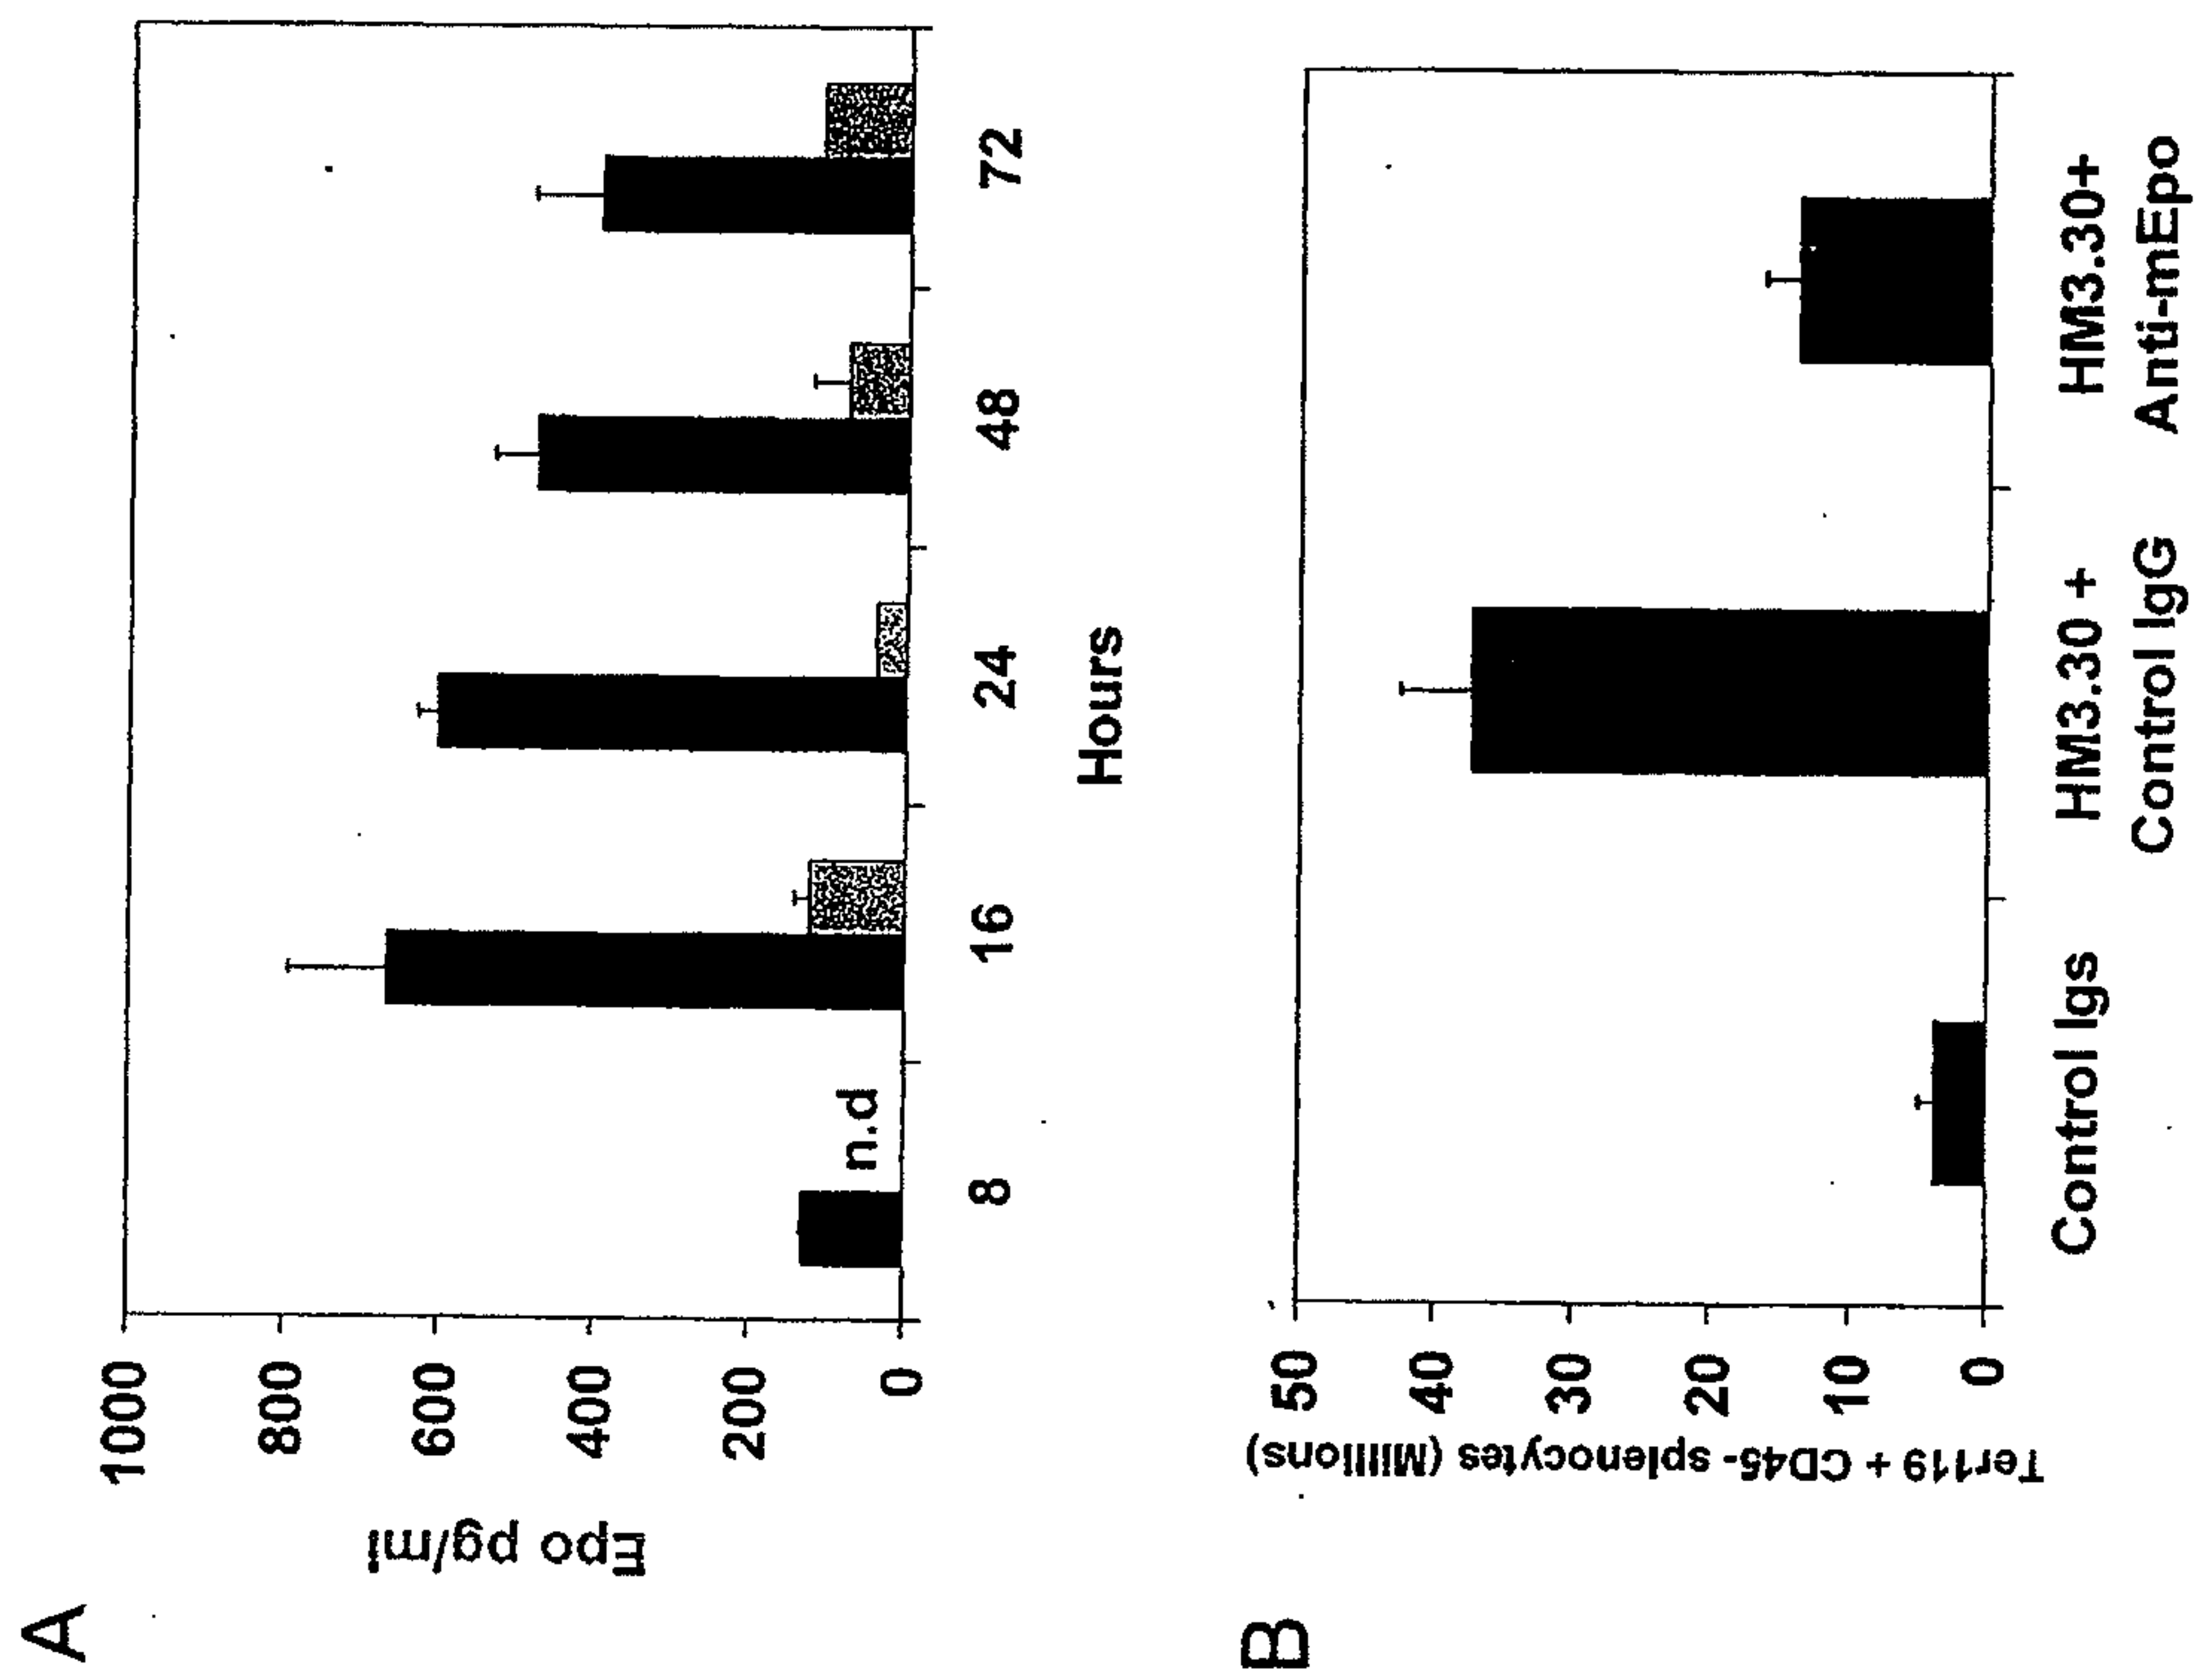 A
Epo pg/ml
1000
800
600
400
200
0
n.d
8
16
24
48
72
Hours
B
Ter119 + CD45- splenocytes (Millions)
50
40
30
20
10
0
Control Igs
HM3.30 +
Control IgG
HM3.30+
Anti-mEpo